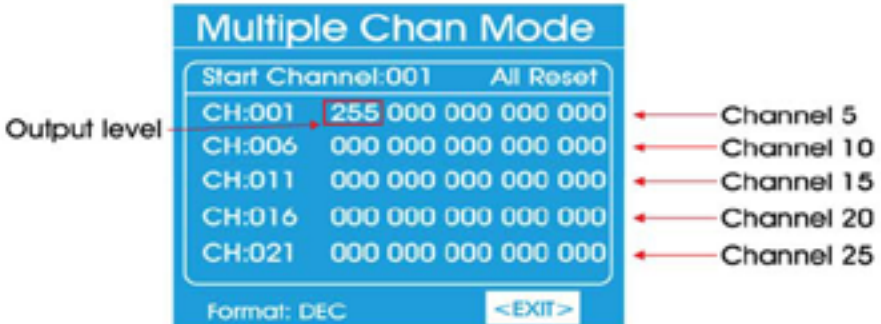 Multiple Chan Mode
Start Channel:001 All Reset
Output level
CH:001 255 000 000 000 000 Channel 5
CH:006 000 000 000 000 000 Channel 10
CH:011 000 000 000 000 000 Channel 15
CH:016 000 000 000 000 000 Channel 20
CH:021 000 000 000 000 000 Channel 25
Format: DEC <EXIT>